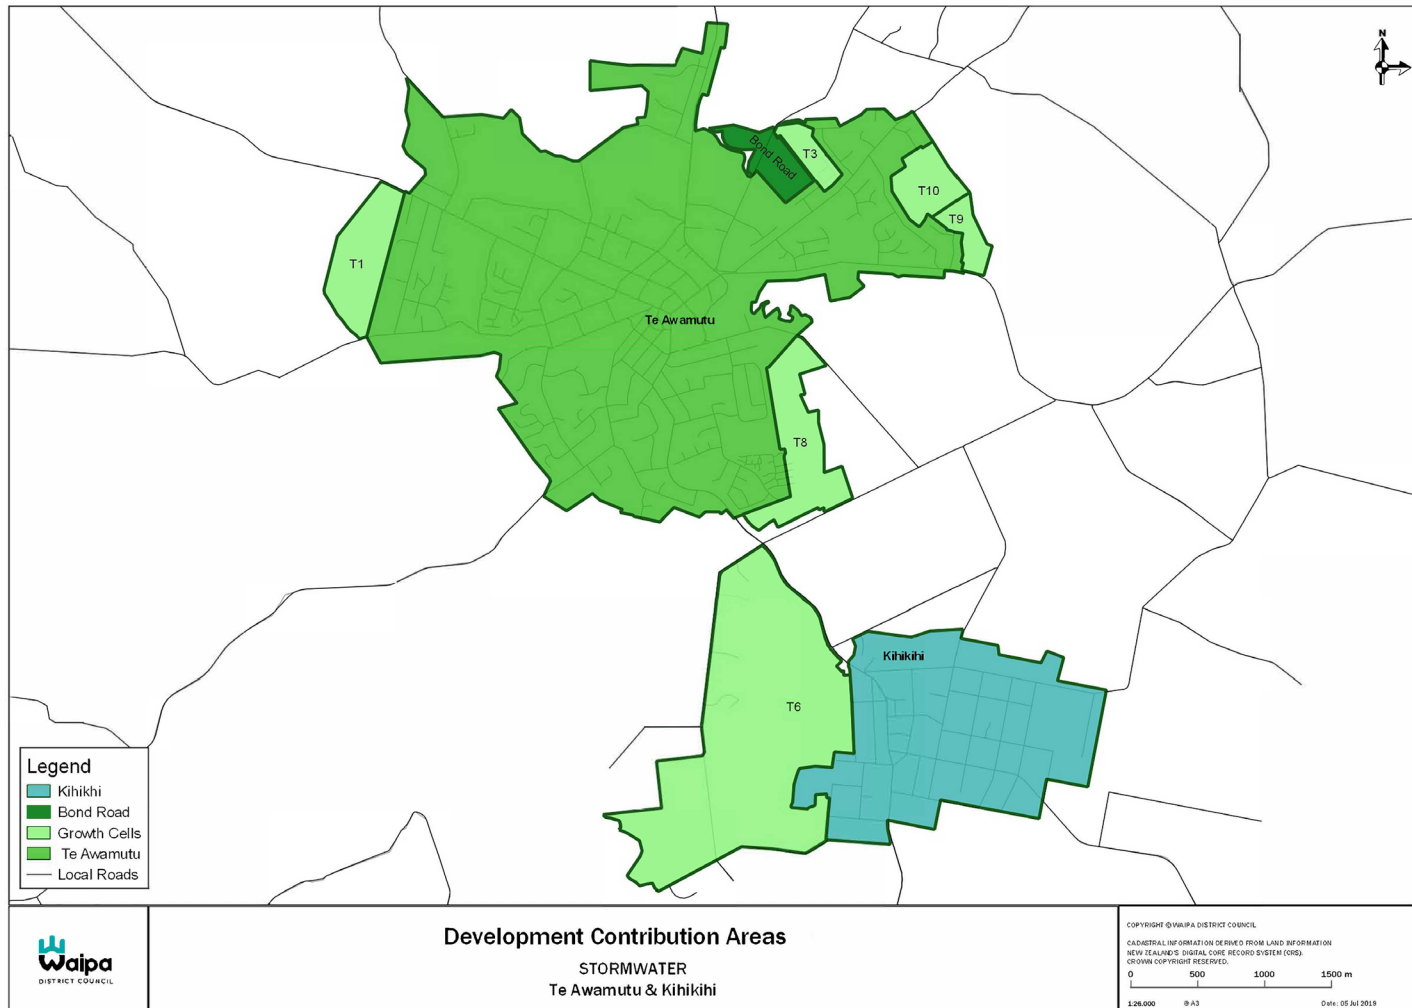 N
Bond Road
T3
T10
T9
T1
Te Awamutu
T8
Kihikihi
T6
Legend
Kihikhi
Bond Road
Growth Cells
Te Awamutu
Local Roads
Waipa
DISTRICT COUNCIL
Development Contribution Areas
STORMWATER
Te Awamutu & Kihikihi
COPYRIGHT @ WAIPA DISTRICT COUNCIL
CADASTRAL INFORMATION DERIVED FROM LAND INFORMATION
NEW ZEALAND'S DIGITAL CORE RECORD SYSTEM (CRS).
CROWN COPYRIGHT RESERVED.
0 500 1000 1500 m
1:26,000 @ A3 Date: 05 Jul 2019